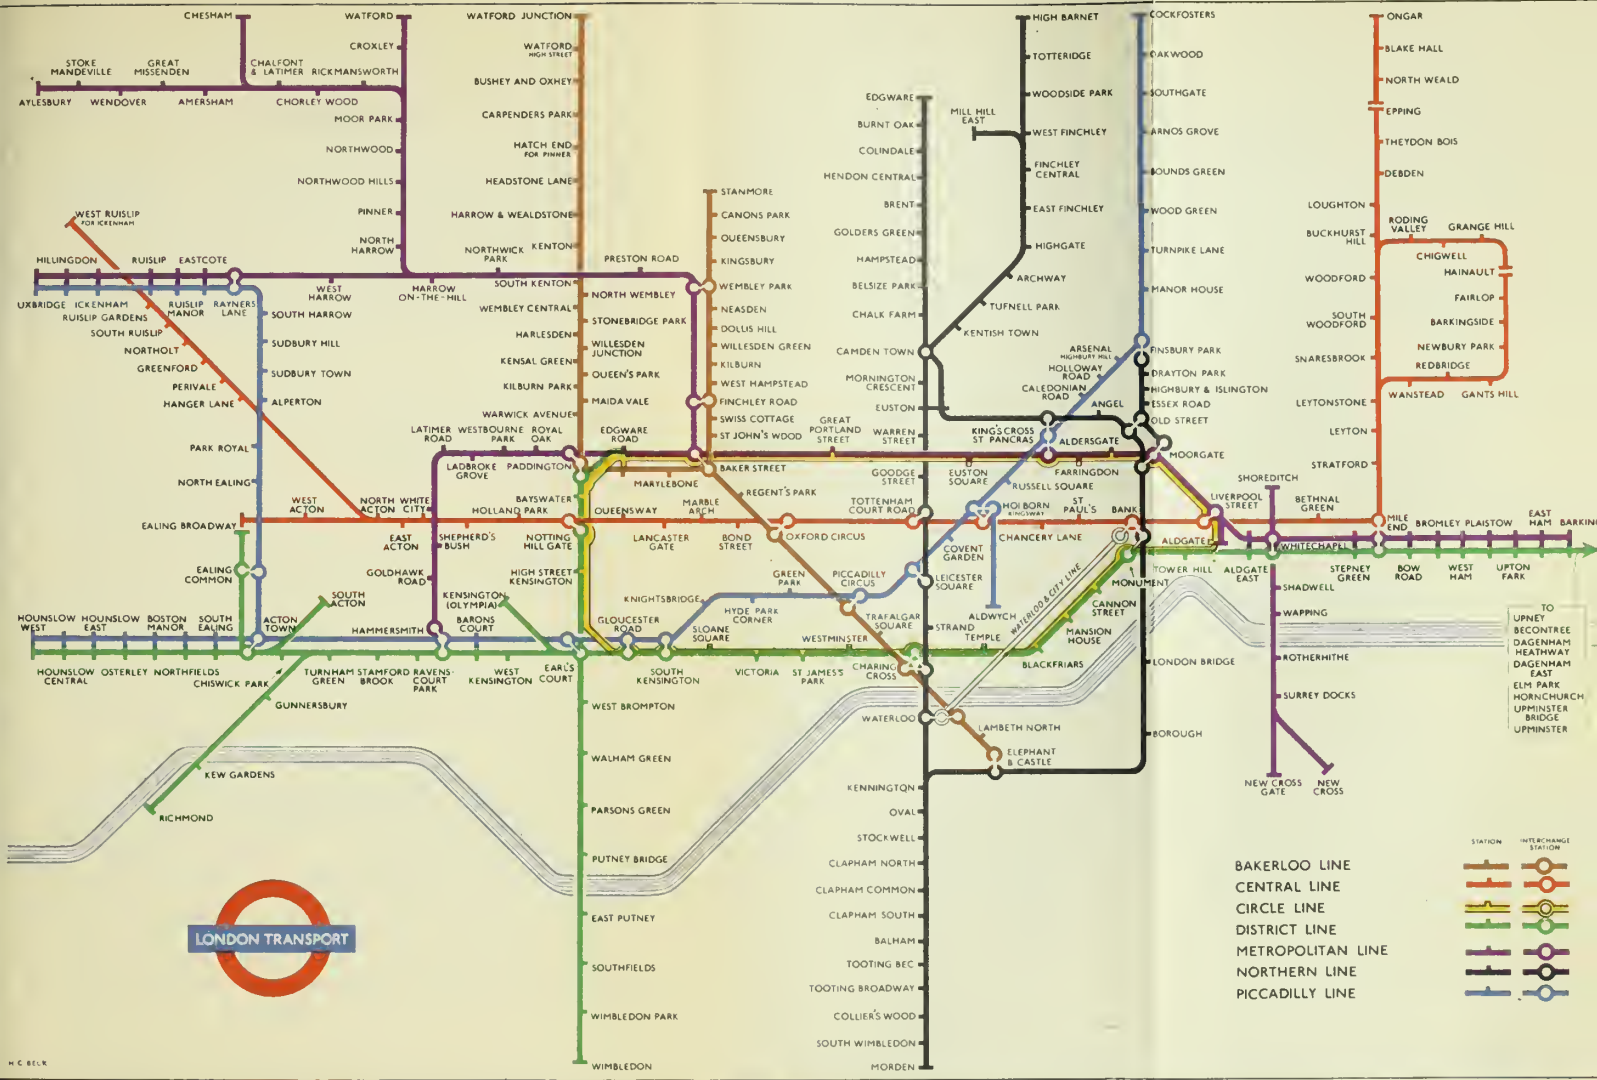 CHESHAM
WATFORD
CROXLEY
STOKE
MANDEVILLE
GREAT
MISSENDEN
CHALFONT
& LATIMER
RICKMANSWORTH
AYLESBURY
WENDOVER
AMERSHAM
CHORLEY WOOD
MOOR PARK
NORTHWOOD
NORTHWOOD HILLS
PINNER
NORTH
HARROW
WATFORD JUNCTION
WATFORD
HIGH STREET
BUSHEY AND OXHEY
CARPENDERS PARK
HATCH END
FOR PINNER
HEADSTONE LANE
HARROW & WEALDSTONE
KENTON
NORTHWICK
PARK
PRESTON ROAD
SOUTH KENTON
NORTH WEMBLEY
WEMBLEY CENTRAL
STONEBRIDGE PARK
HARLESDEN
WILLESDEN
JUNCTION
KENSAL GREEN
QUEEN'S PARK
KILBURN PARK
MAIDA VALE
WARWICK AVENUE
STANMORE
CANONS PARK
QUEENSBURY
KINGSBURY
WEMBLEY PARK
NEASDEN
DOLLIS HILL
WILLESDEN GREEN
KILBURN
WEST HAMPSTEAD
FINCHLEY ROAD
SWISS COTTAGE
ST JOHN'S WOOD
EDGWARE
BURNT OAK
COLINDALE
HENDON CENTRAL
BRENT
GOLDERS GREEN
HAMPSTEAD
BELSIZE PARK
CHALK FARM
CAMDEN TOWN
MORNINGTON
CRESCENT
EUSTON
WARREN
STREET
GOODGE
STREET
TOTTENHAM
COURT ROAD
HIGH BARNET
TOTTERIDGE
WOODSIDE PARK
MILL HILL
EAST
WEST FINCHLEY
FINCHLEY
CENTRAL
EAST FINCHLEY
HIGHGATE
ARCHWAY
TUFNELL PARK
KENTISH TOWN
COCKFOSTERS
OAKWOOD
SOUTHGATE
ARNOS GROVE
BOUNDS GREEN
WOOD GREEN
TURNPIKE LANE
MANOR HOUSE
FINSBURY PARK
ARSENAL
HIGHBURY HILL
HOLLOWAY
ROAD
CALEDONIAN
ROAD
DRAYTON PARK
HIGHBURY & ISLINGTON
ESSEX ROAD
OLD STREET
ANGEL
KING'S CROSS
ST PANCRAS
ALDERSGATE
MOORGATE
ONGAR
BLAKE HALL
NORTH WEALD
EPPING
THEYDON BOIS
DEBDEN
LOUGHTON
BUCKHURST
HILL
RODING
VALLEY
GRANGE HILL
CHIGWELL
HAINAULT
FAIRLOP
BARKINGSIDE
NEWBURY PARK
REDBRIDGE
WANSTEAD
GANTS HILL
WOODFORD
SOUTH
WOODFORD
SNARESBROOK
LEYTONSTONE
LEYTON
STRATFORD
WEST RUISLIP
FOR ICKENHAM
HILLINGDON
RUISLIP
EASTCOTE
UXBRIDGE
ICKENHAM
RUISLIP
MANOR
RAYNERS
LANE
WEST
HARROW
HARROW
ON-THE-HILL
RUISLIP GARDENS
SOUTH RUISLIP
NORTHOLT
GREENFORD
PERIVALE
HANGER LANE
SOUTH HARROW
SUDBURY HILL
SUDBURY TOWN
ALPERTON
PARK ROYAL
NORTH EALING
EALING BROADWAY
WEST
ACTON
NORTH
ACTON
WHITE
CITY
EAST
ACTON
LATIMER
ROAD
WESTBOURNE
PARK
ROYAL
OAK
LADBROKE
GROVE
PADDINGTON
EDGWARE
ROAD
MARYLEBONE
BAKER STREET
GREAT
PORTLAND
STREET
EUSTON
SQUARE
FARRINGDON
REGENT'S PARK
RUSSELL SQUARE
BAYSWATER
HOLLAND PARK
QUEENSWAY
MARBLE
ARCH
SHEPHERD'S
BUSH
NOTTING
HILL GATE
LANCASTER
GATE
BOND
STREET
OXFORD CIRCUS
HOLBORN
KINGSWAY
ST
PAUL'S
BANK
CHANCERY LANE
LIVERPOOL
STREET
SHOREDITCH
BETHNAL
GREEN
MILE
END
BROMLEY
PLAISTOW
EAST
HAM
BARKING
ALDGATE
WHITECHAPEL
TOWER HILL
ALDGATE
EAST
STEPNEY
GREEN
BOW
ROAD
WEST
HAM
UPTON
PARK
SHADWELL
WAPPING
ROTHERHITHE
SURREY DOCKS
NEW CROSS
GATE
NEW
CROSS
EALING
COMMON
GOLDHAWK
ROAD
HIGH STREET
KENSINGTON
KENSINGTON
(OLYMPIA)
SOUTH
ACTON
HOUNSLOW
WEST
HOUNSLOW
EAST
BOSTON
MANOR
SOUTH
EALING
ACTON
TOWN
HAMMERSMITH
BARONS
COURT
GLOUCESTER
ROAD
KNIGHTSBRIDGE
HYDE PARK
CORNER
GREEN
PARK
PICCADILLY
CIRCUS
COVENT
GARDEN
LEICESTER
SQUARE
TRAFALGAR
SQUARE
STRAND
ALDWYCH
TEMPLE
WATERLOO & CITY LINE
MONUMENT
CANNON
STREET
MANSION
HOUSE
BLACKFRIARS
SLOANE
SQUARE
WESTMINSTER
HOUNSLOW
CENTRAL
OSTERLEY
NORTHFIELDS
CHISWICK PARK
TURNHAM
GREEN
STAMFORD
BROOK
RAVENS-
COURT
PARK
WEST
KENSINGTON
EARL'S
COURT
SOUTH
KENSINGTON
VICTORIA
ST JAMES'S
PARK
CHARING
CROSS
LONDON BRIDGE
GUNNERSBURY
KEW GARDENS
RICHMOND
WEST BROMPTON
WALHAM GREEN
PARSONS GREEN
PUTNEY BRIDGE
EAST PUTNEY
SOUTHFIELDS
WIMBLEDON PARK
WIMBLEDON
WATERLOO
LAMBETH NORTH
ELEPHANT
& CASTLE
BOROUGH
KENNINGTON
OVAL
STOCKWELL
CLAPHAM NORTH
CLAPHAM COMMON
CLAPHAM SOUTH
BALHAM
TOOTING BEC
TOOTING BROADWAY
COLLIER'S WOOD
SOUTH WIMBLEDON
MORDEN
TO
UPNEY
BECONTREE
DAGENHAM
HEATHWAY
DAGENHAM
EAST
ELM PARK
HORNCHURCH
UPMINSTER
BRIDGE
UPMINSTER
STATION
INTERCHANGE
STATION
BAKERLOO LINE
CENTRAL LINE
CIRCLE LINE
DISTRICT LINE
METROPOLITAN LINE
NORTHERN LINE
PICCADILLY LINE
LONDON TRANSPORT
H C BECK